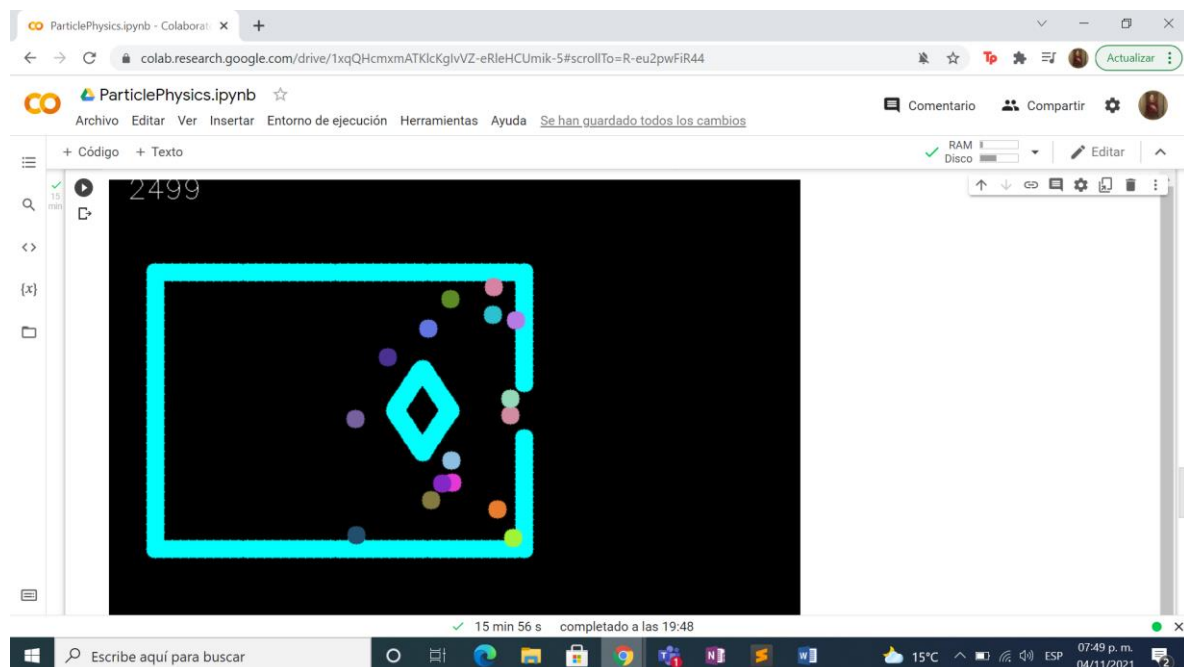 ParticlePhysics.ipynb - Colaborat
colab.research.google.com/drive/1xqQHcmxmATKlcKgIvVZ-eRleHCUmik-5#scrollTo=R-eu2pwFiR44
Tp
Actualizar
ParticlePhysics.ipynb
Comentario
Compartir
Archivo Editar Ver Insertar Entorno de ejecución Herramientas Ayuda Se han guardado todos los cambios
+ Código + Texto
RAM
Disco
Editar
15
min
2499
{x}
15 min 56 s completado a las 19:48
Escribe aquí para buscar
15°C
ESP
07:49 p. m.
04/11/2021